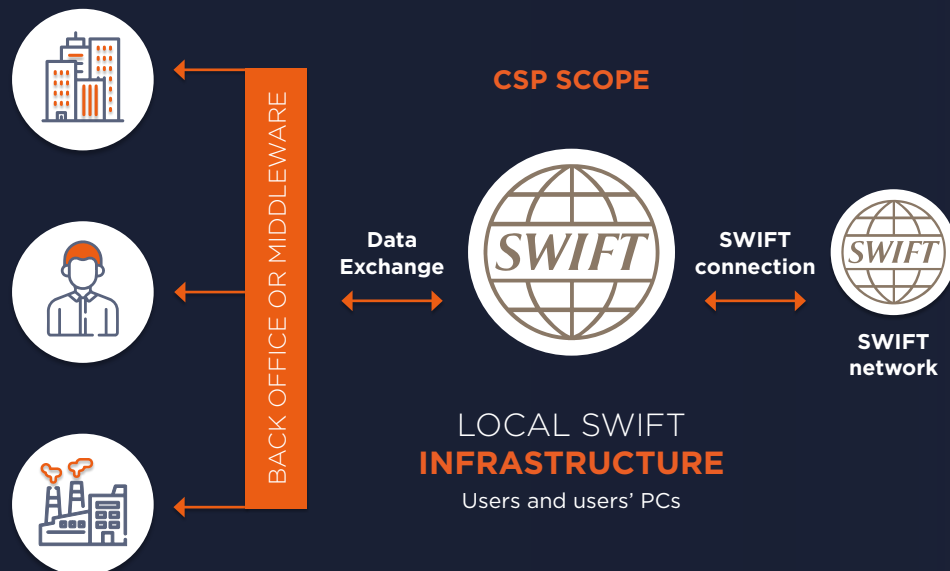 CSP SCOPE
BACK OFFICE OR MIDDLEWARE
Data
Exchange
SWIFT
SWIFT
connection
SWIFT
SWIFT
network
LOCAL SWIFT
INFRASTRUCTURE
Users and users’ PCs